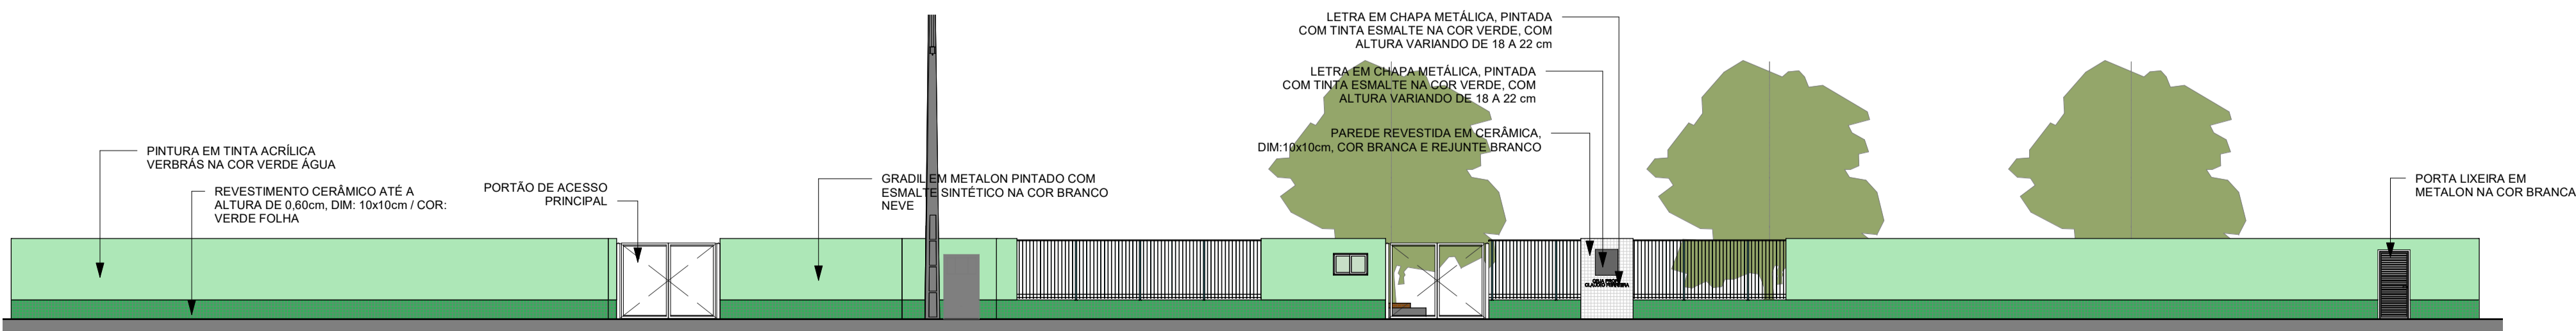 LETRA EM CHAPA METÁLICA, PINTADA
COM TINTA ESMALTE NA COR VERDE, COM
ALTURA VARIANDO DE 18 A 22 cm
LETRA EM CHAPA METÁLICA, PINTADA
COM TINTA ESMALTE NA COR VERDE, COM
ALTURA VARIANDO DE 18 A 22 cm
PAREDE REVESTIDA EM CERÂMICA,
DIM:10x10cm, COR BRANCA E REJUNTE BRANCO
PINTURA EM TINTA ACRÍLICA
VERBRÁS NA COR VERDE ÁGUA
REVESTIMENTO CERÂMICO ATÉ A
ALTURA DE 0,60cm, DIM: 10x10cm / COR:
VERDE FOLHA
PORTÃO DE ACESSO
PRINCIPAL
GRADIL EM METALON PINTADO COM
ESMALTE SINTÉTICO NA COR BRANCO
NEVE
PORTA LIXEIRA EM
METALON NA COR BRANCA